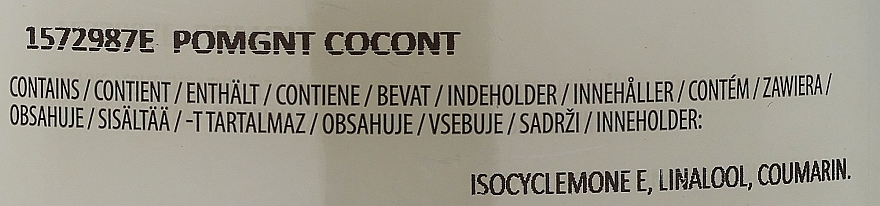 1572987E POMGNT COCONT
CONTAINS / CONTIENT / ENTHÄLT / CONTIENE / BEVAT / INDEHOLDER / INNEHÅLLER / CONTÉM / ZAWIERA /
OBSAHUJE / SISÄLTÄÄ / -T TARTALMAZ / OBSAHUJE / VSEBUJE / SADRŽI / INNEHOLDER:
ISOCYCLEMONE E, LINALOOL, COUMARIN.